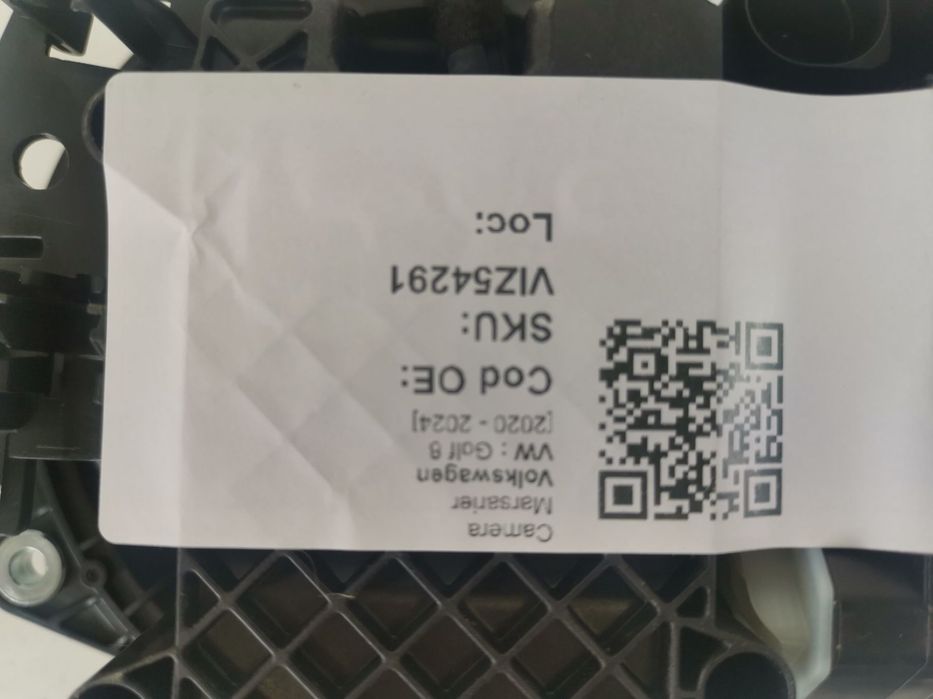 Camera
Marsarier
Volkswagen
VW : Golf 8
[2020 - 2024]
Cod OE:
SKU:
VIZ54291
Loc: